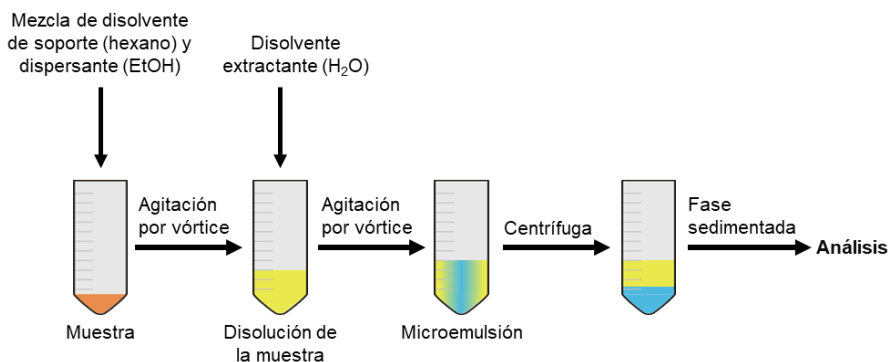 Mezcla de disolvente
de soporte (hexano) y
dispersante (EtOH)
Disolvente
extractante (H₂O)
Agitación
por vórtice
Agitación
por vórtice
Centrífuga
Fase
sedimentada
Análisis
Muestra
Disolución de
la muestra
Microemulsión